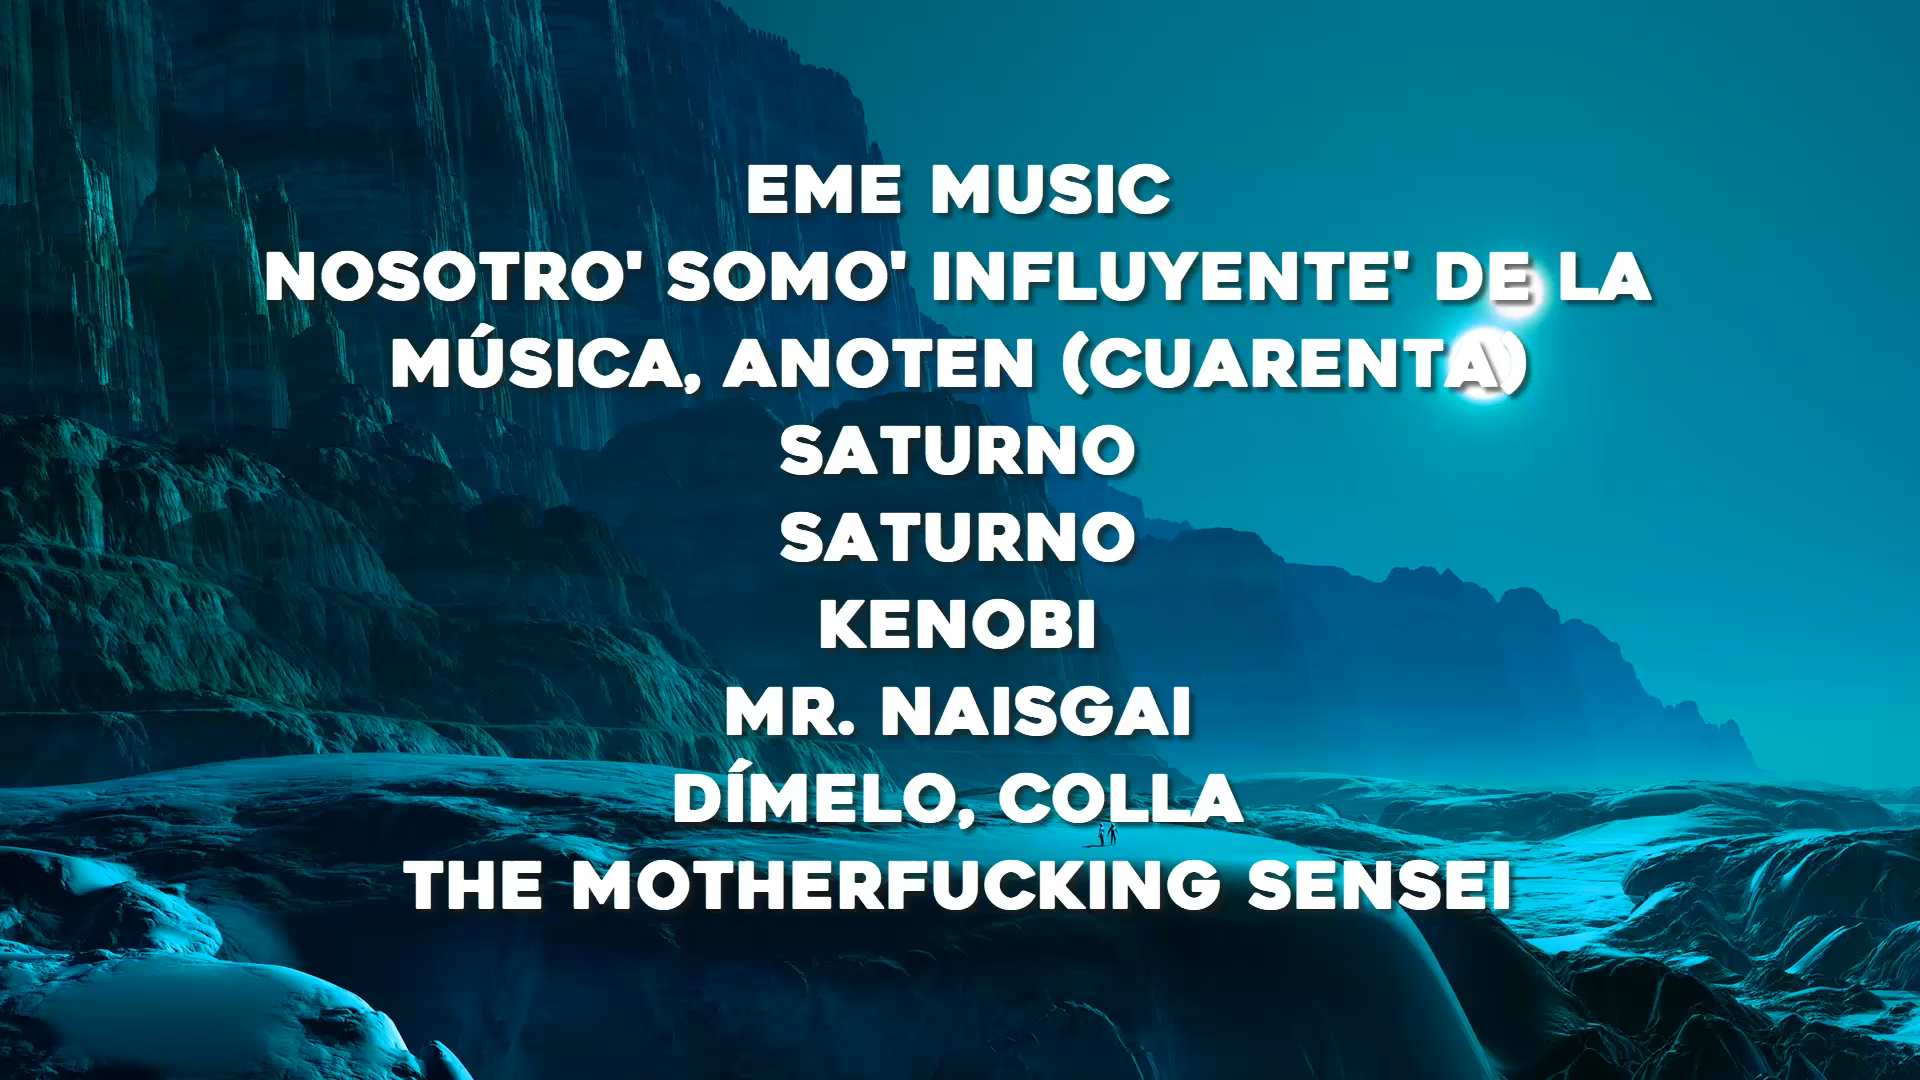 EME MUSIC
NOSOTRO' SOMO' INFLUYENTE' DE LA
MÚSICA, ANOTEN (CUARENTA)
SATURNO
SATURNO
KENOBI
MR. NAISGAI
DÍMELO, COLLA
THE MOTHERFUCKING SENSEI